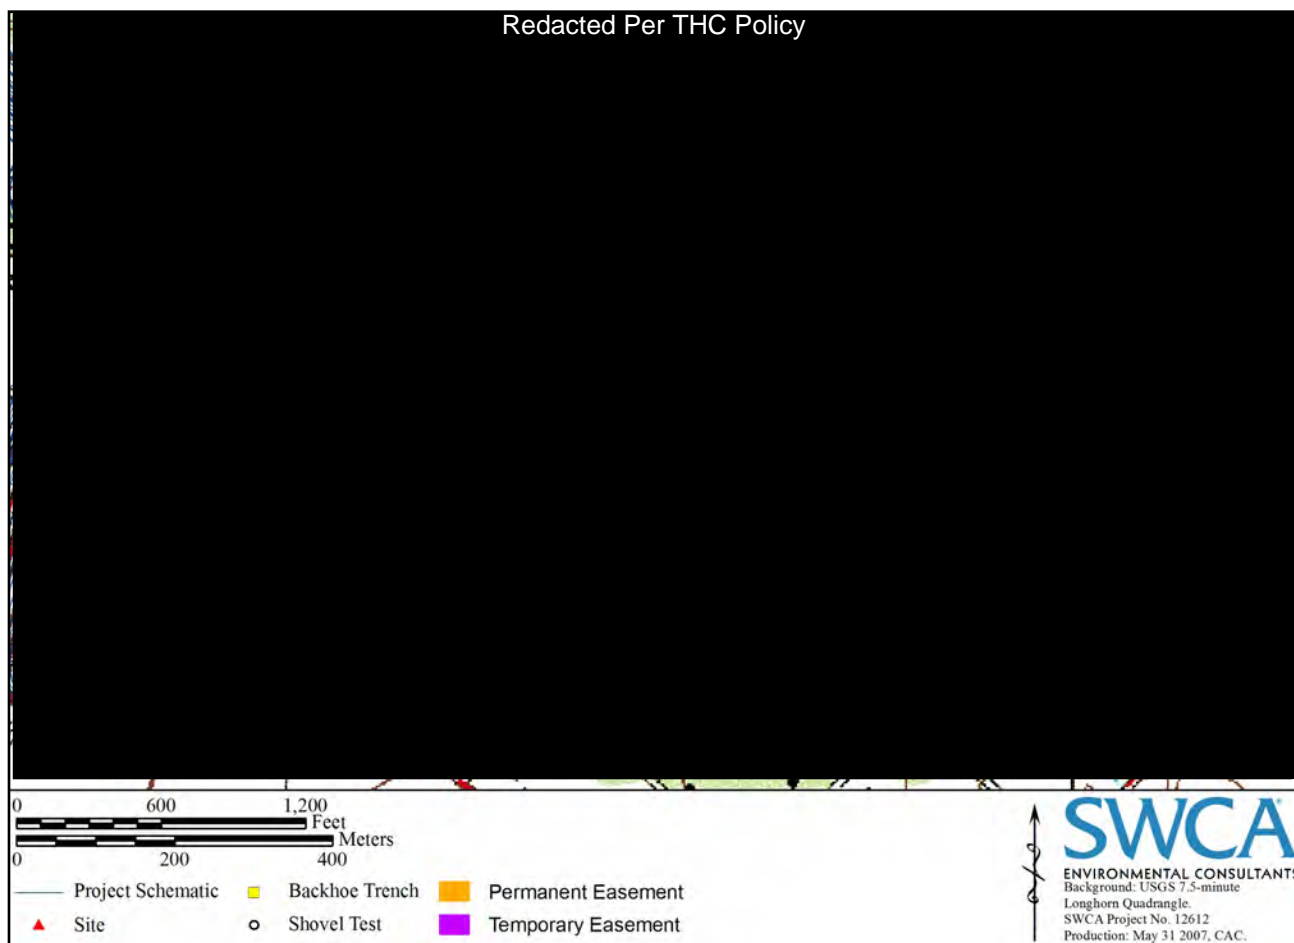 Redacted Per THC Policy
0 600 1,200
Feet
Meters
0 200 400
Project Schematic Backhoe Trench Permanent Easement
Site Shovel Test Temporary Easement
SWCA
ENVIRONMENTAL CONSULTANTS
Background: USGS 7.5-minute
Longhorn Quadrangle.
SWCA Project No. 12612
Production: May 31 2007, CAC.